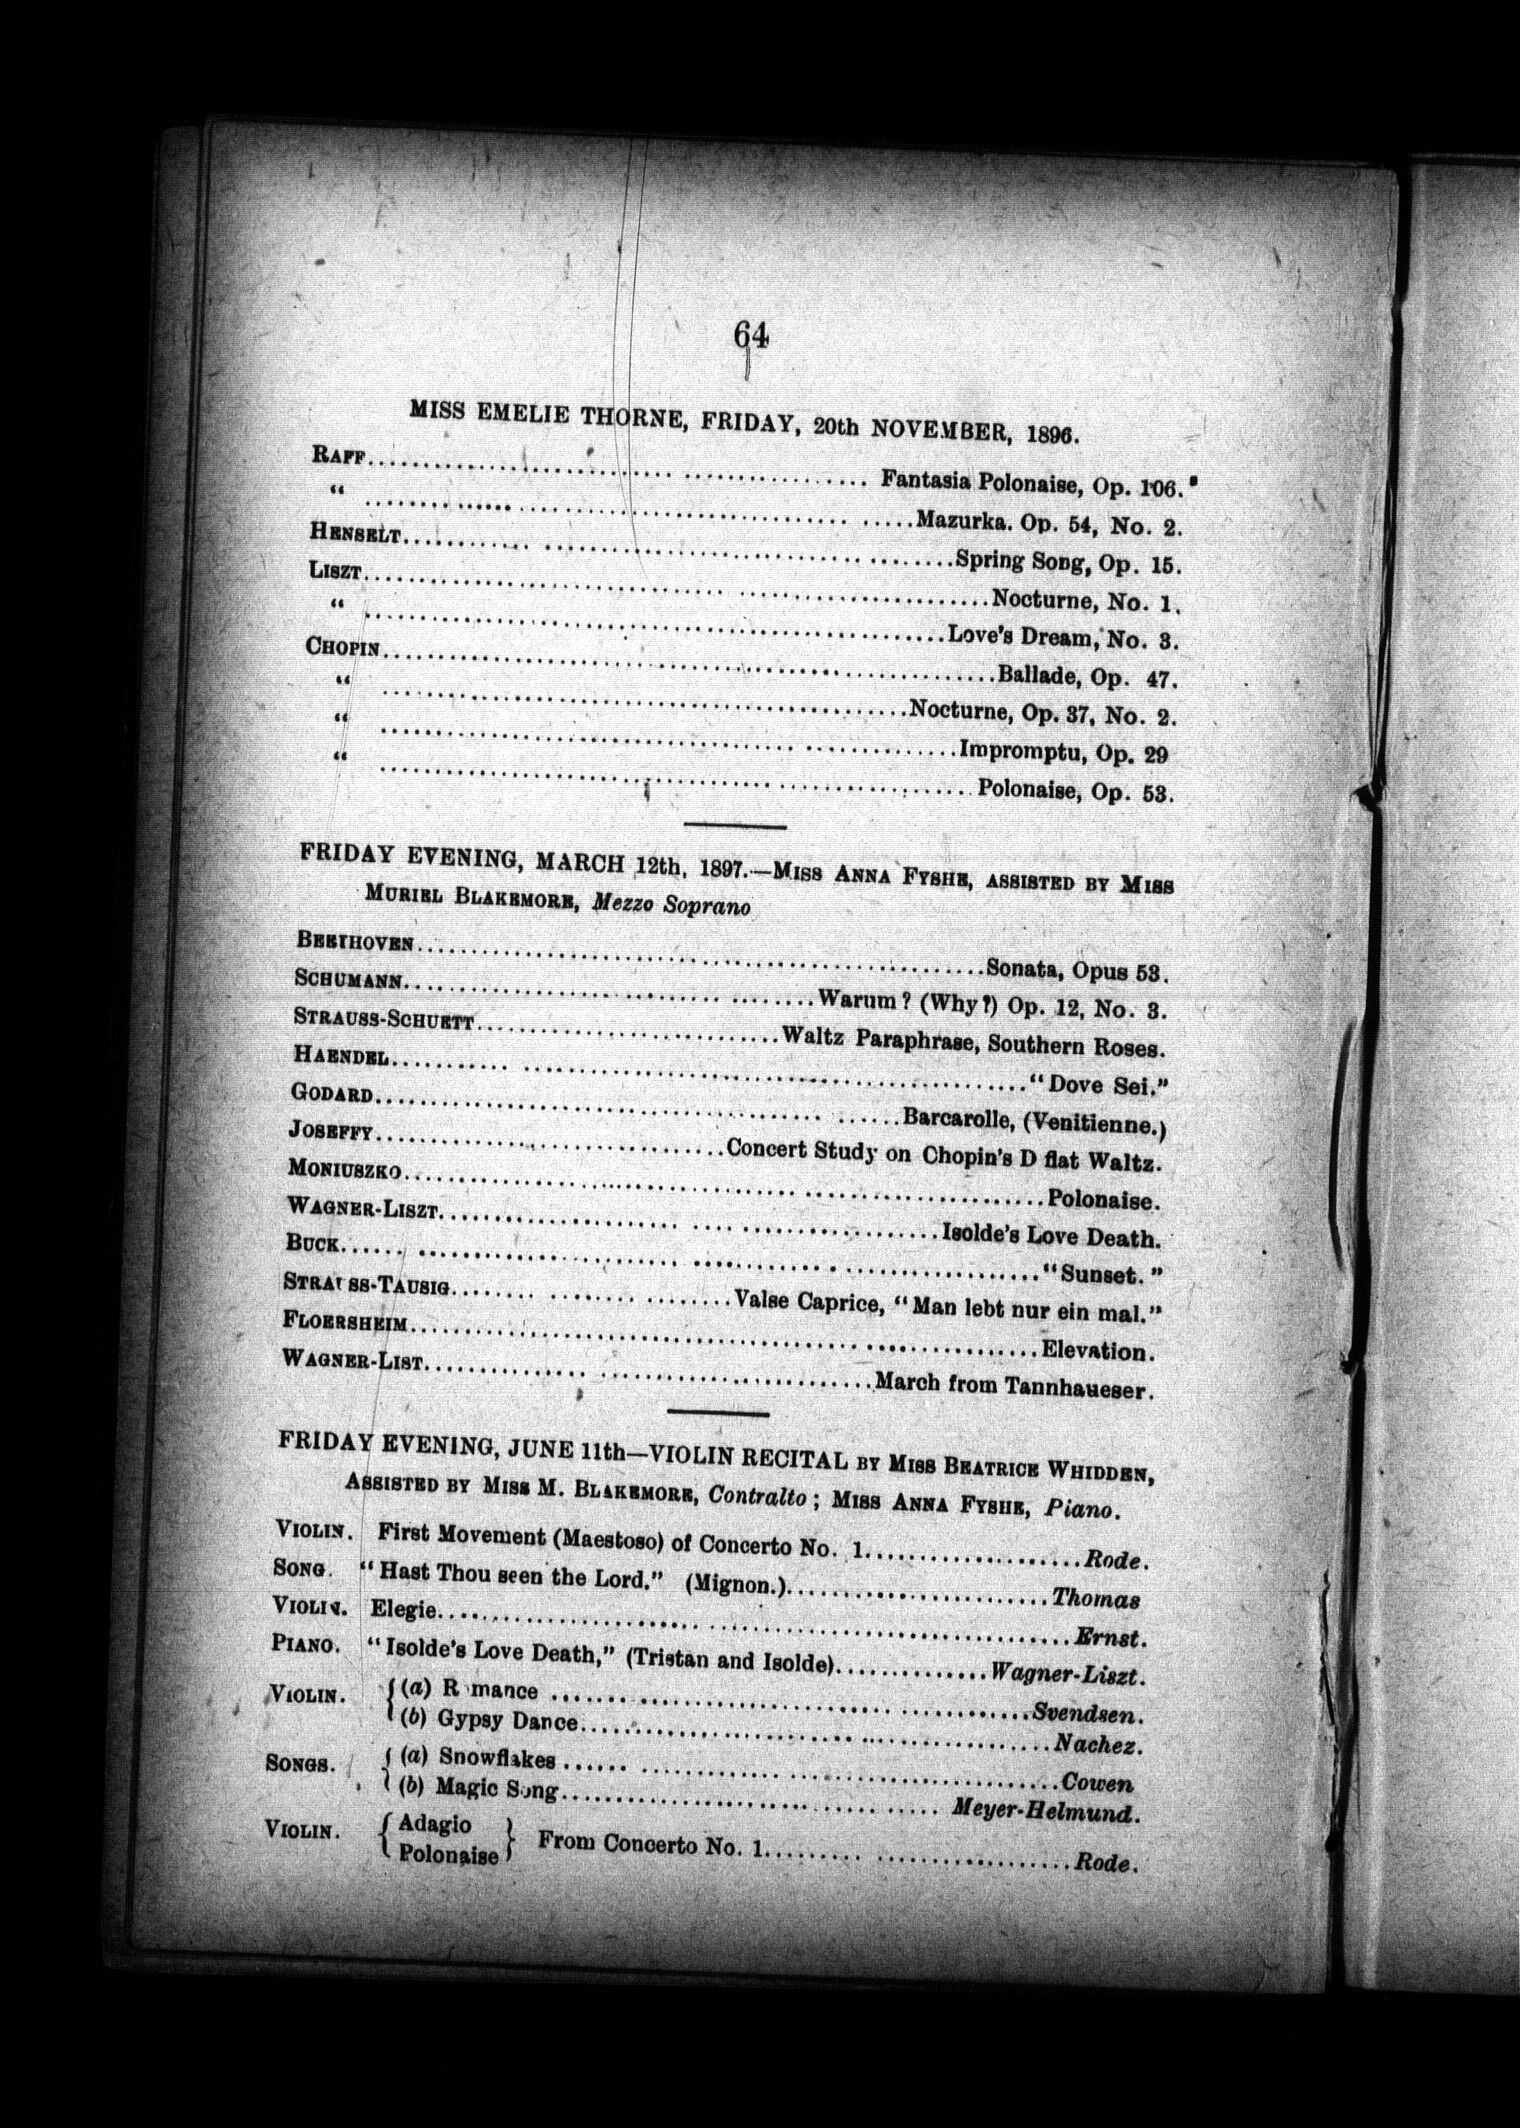 64
MISS EMELIE THORNE, FRIDAY, 20th NOVEMBER, 1896.
RAFF.................... Fantasia Polonaise, Op. 106.
“ ....................Mazurka. Op. 54, No. 2.
HENSELT....................Spring Song, Op. 15.
LISZT....................Nocturne, No. 1.
“ ....................Love's Dream, No. 3.
CHOPIN....................Ballade, Op. 47.
“ ....................Nocturne, Op. 37, No. 2.
“ ....................Impromptu, Op. 29
“ ....................Polonaise, Op. 53.
FRIDAY EVENING, MARCH 12th, 1897.—MISS ANNA FYSHE, ASSISTED BY MISS
MURIEL BLAKEMORE, Mezzo Soprano
BEETHOVEN....................Sonata, Opus 53.
SCHUMANN....................Warum? (Why?) Op. 12, No. 3.
STRAUSS-SCHUETT....................Waltz Paraphrase, Southern Roses.
HAENDEL....................“Dove Sei.”
GODARD....................Barcarolle, (Venitienne.)
JOSEFFY....................Concert Study on Chopin's D flat Waltz.
MONIUSZKO....................Polonaise.
WAGNER-LISZT....................Isolde's Love Death.
BUCK....................“Sunset.”
STRAUSS-TAUSIG....................Valse Caprice, “Man lebt nur ein mal.”
FLOERSHEIM....................Elevation.
WAGNER-LIST....................March from Tannhaueser.
FRIDAY EVENING, JUNE 11th—VIOLIN RECITAL BY MISS BEATRICE WHIDDEN,
ASSISTED BY MISS M. BLAKEMORE, Contralto; MISS ANNA FYSHE, Piano.
VIOLIN. First Movement (Maestoso) of Concerto No. 1....................Rode.
SONG. “Hast Thou seen the Lord.” (Mignon.)....................Thomas
VIOLIN. Elegie....................Ernst.
PIANO. “Isolde's Love Death,” (Tristan and Isolde)....................Wagner-Liszt.
VIOLIN. {(a) R mance ....................Svendsen.
(b) Gypsy Dance....................Nachez.
SONGS. {(a) Snowflakes ....................Cowen
(b) Magic Song.................... Meyer-Helmund.
VIOLIN. { Adagio
Polonaise } From Concerto No. 1....................Rode.